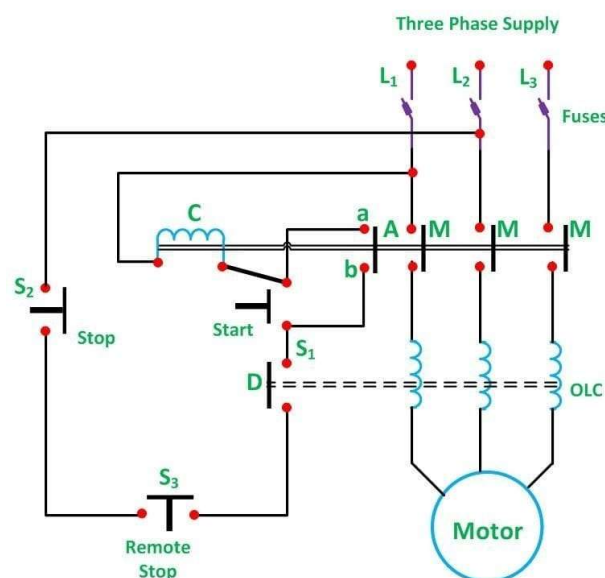 Three Phase Supply
L1 L2 L3
Fuses
C a A M M M
b
S2
Stop
Start
S1
D
OLC
S3
Remote
Stop
Motor